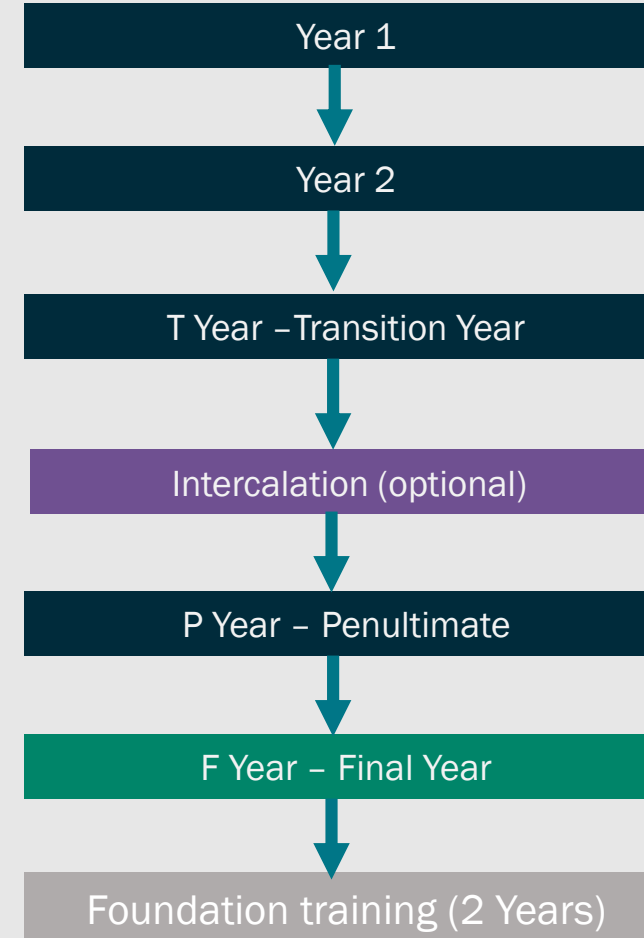 Year 1
Year 2
T Year –Transition Year
Intercalation (optional)
P Year – Penultimate
F Year – Final Year
Foundation training (2 Years)